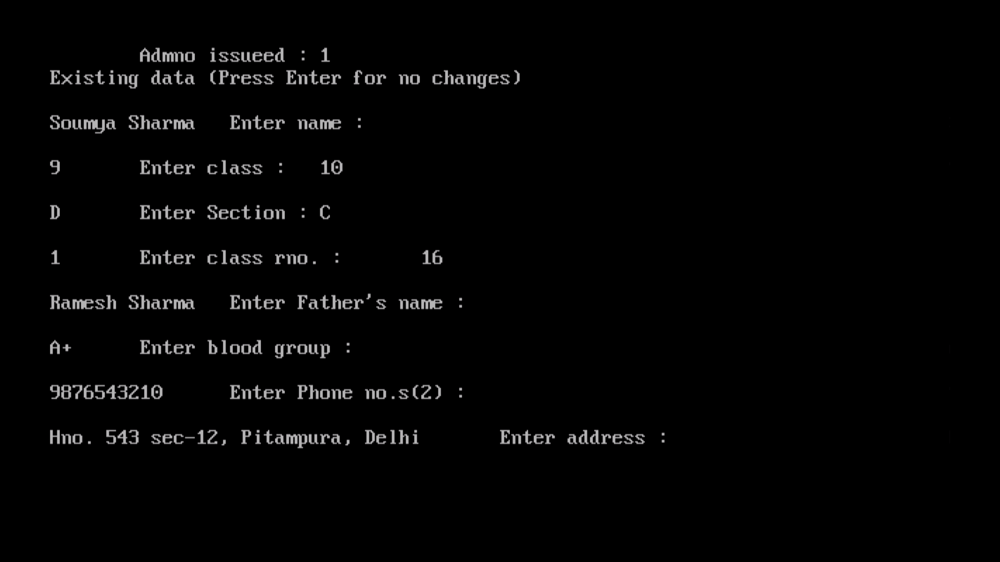 Admno issueed : 1
Existing data (Press Enter for no changes)
Soumya Sharma Enter name :
9 Enter class : 10
D Enter Section : C
1 Enter class rno. : 16
Ramesh Sharma Enter Father's name :
A+ Enter blood group :
9876543210 Enter Phone no.s(2) :
Hno. 543 sec-12, Pitampura, Delhi Enter address :